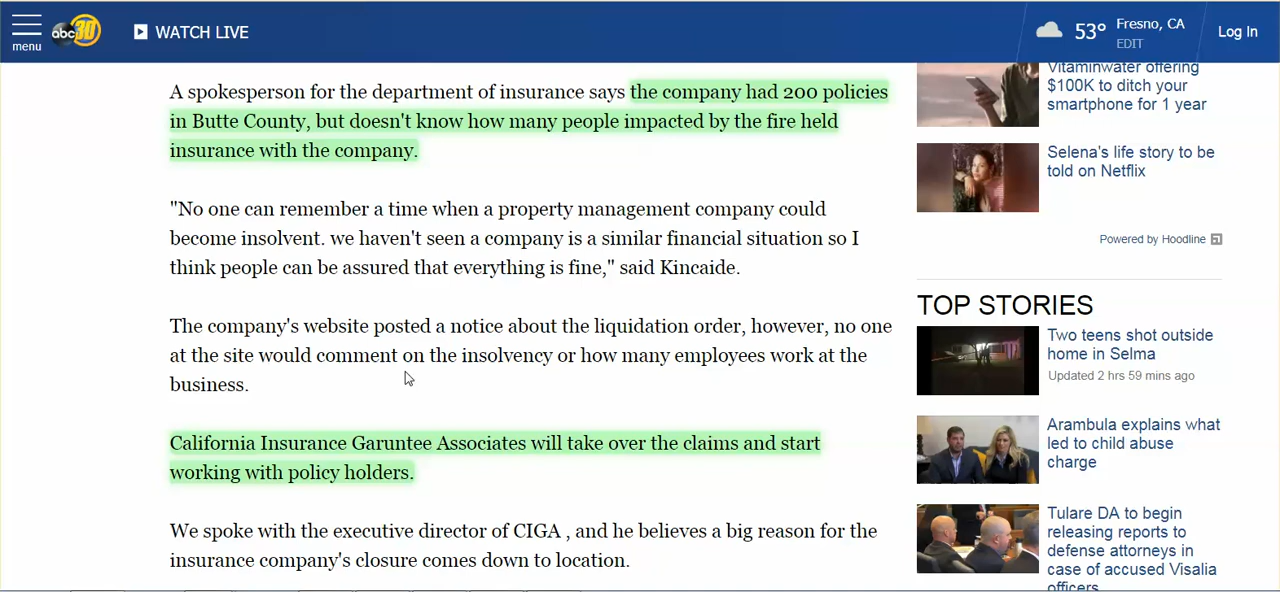 menu
abc 30
WATCH LIVE
53°
Fresno, CA
EDIT
Log In
A spokesperson for the department of insurance says the company had 200 policies
in Butte County, but doesn't know how many people impacted by the fire held
insurance with the company.
"No one can remember a time when a property management company could
become insolvent. we haven't seen a company is a similar financial situation so I
think people can be assured that everything is fine," said Kincaide.
The company's website posted a notice about the liquidation order, however, no one
at the site would comment on the insolvency or how many employees work at the
business.
California Insurance Garuntee Associates will take over the claims and start
working with policy holders.
We spoke with the executive director of CIGA , and he believes a big reason for the
insurance company's closure comes down to location.
Vitaminwater offering
$100K to ditch your
smartphone for 1 year
Selena's life story to be
told on Netflix
Powered by Hoodline
TOP STORIES
Two teens shot outside
home in Selma
Updated 2 hrs 59 mins ago
Arambula explains what
led to child abuse
charge
Tulare DA to begin
releasing reports to
defense attorneys in
case of accused Visalia
officers